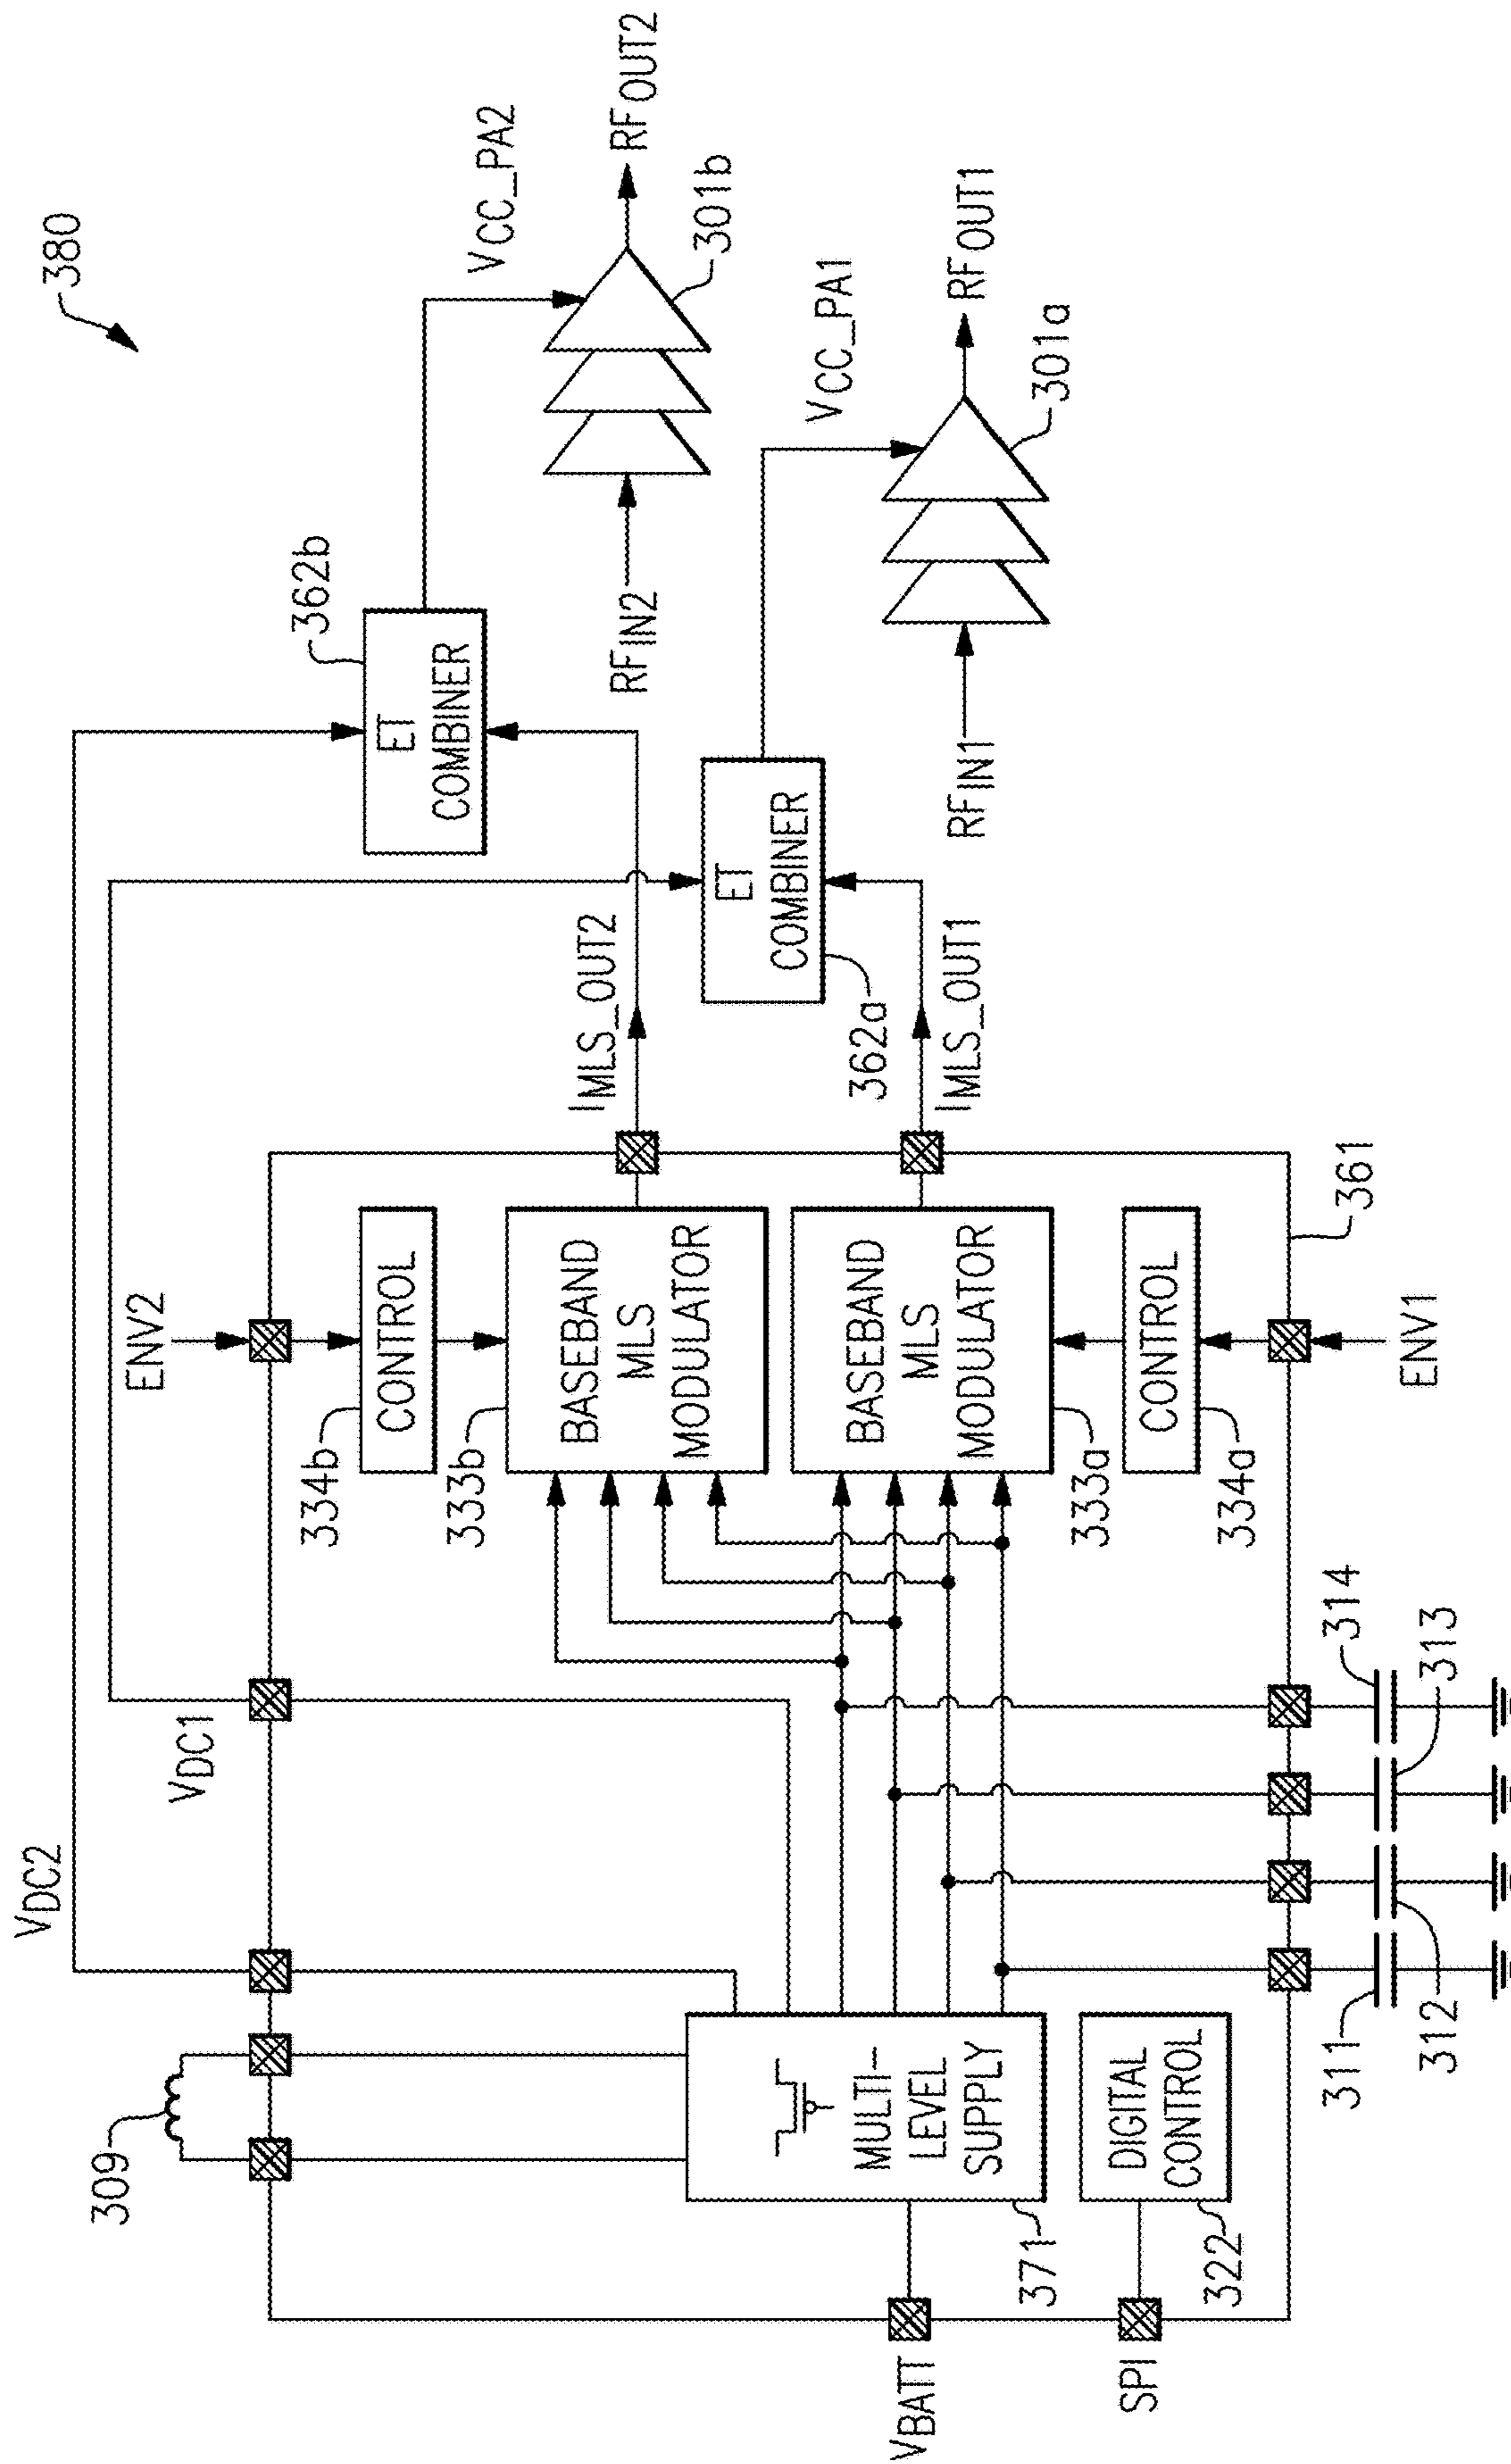 380
VDC2
VDC1
ENV2
309
334b
CONTROL
333b
BASEBAND
MLS
MODULATOR
IMLS_OUT2
362b
ET
COMBINER
VCC_PA2
RFIN2
RFOUT2
301b
VBATT
MULTI-
LEVEL
SUPPLY
371
BASEBAND
MLS
MODULATOR
333a
IMLS_OUT1
ET
COMBINER
362a
VCC_PA1
RFIN1
RFOUT1
301a
SPI
DIGITAL
CONTROL
322
CONTROL
334a
361
ENV1
311
312
313
314